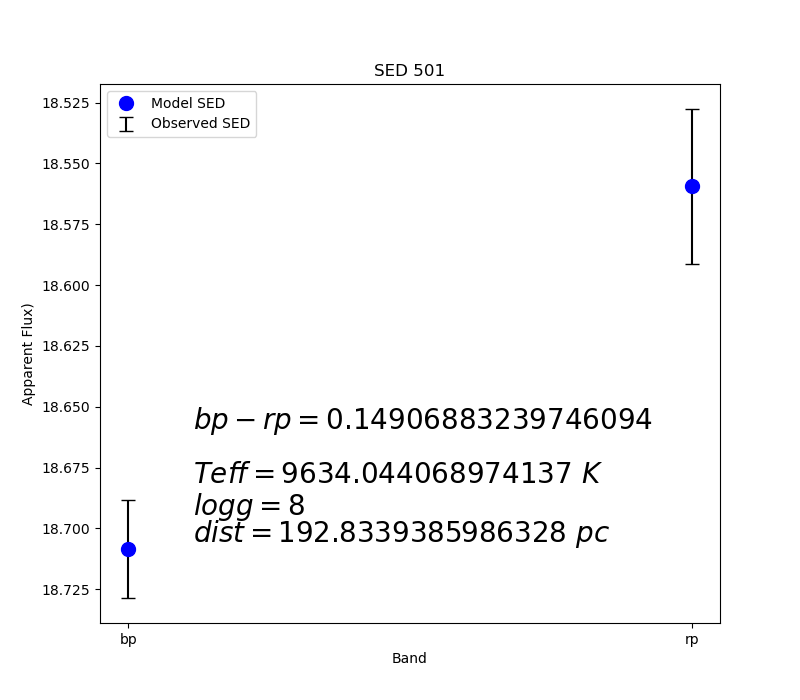 SED 501
Model SED
Observed SED
18.525
18.550
18.575
18.600
18.625
18.650
18.675
18.700
18.725
Apparent Flux)
bp − rp = 0.14906883239746094
Teff = 9634.044068974137 K
logg = 8
dist = 192.8339385986328 pc
bp
rp
Band